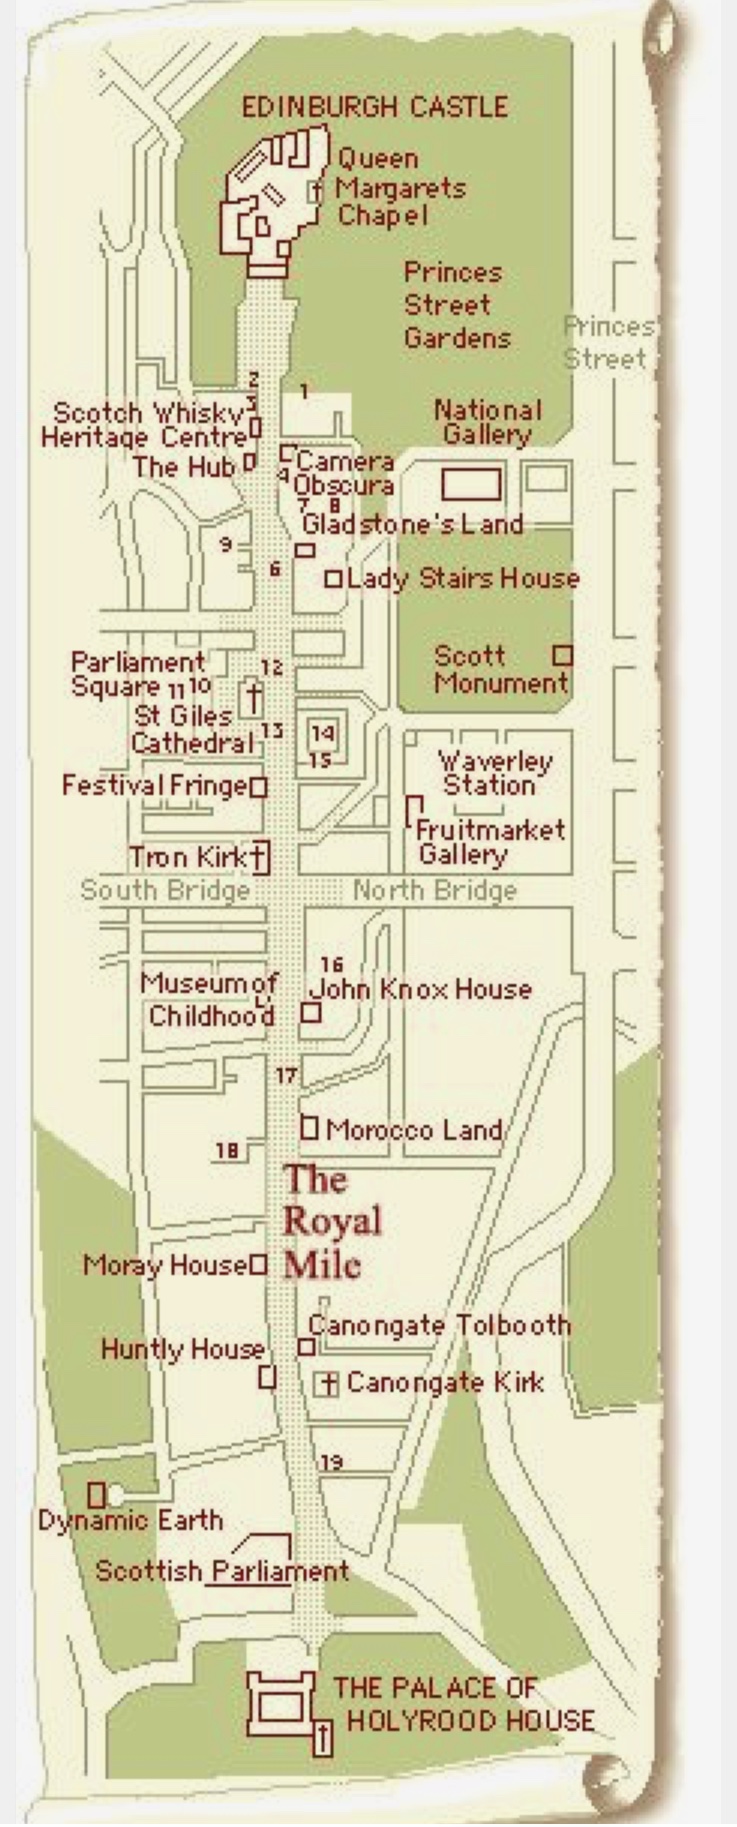 EDINBURGH CASTLE
Queen
Margarets
Chapel
Princes
Street
Gardens
Princes
Street
2
1
3
Scotch Whisky
Heritage Centre
National
Gallery
The Hub
Camera
4
Obscura
7 8
Gladstone's Land
9
6
Lady Stairs House
Parliament
Square 11 10
12
Scott
Monument
St Giles
Cathedral
13
14
15
Waverley
Station
Festival Fringe
Fruitmarket
Gallery
Tron Kirk
South Bridge
North Bridge
16
Museum of
Childhood
John Knox House
17
Morocco Land
18
The
Royal
Mile
Moray House
Canongate Tolbooth
Huntly House
Canongate Kirk
19
Dynamic Earth
Scottish Parliament
THE PALACE OF
HOLYROOD HOUSE